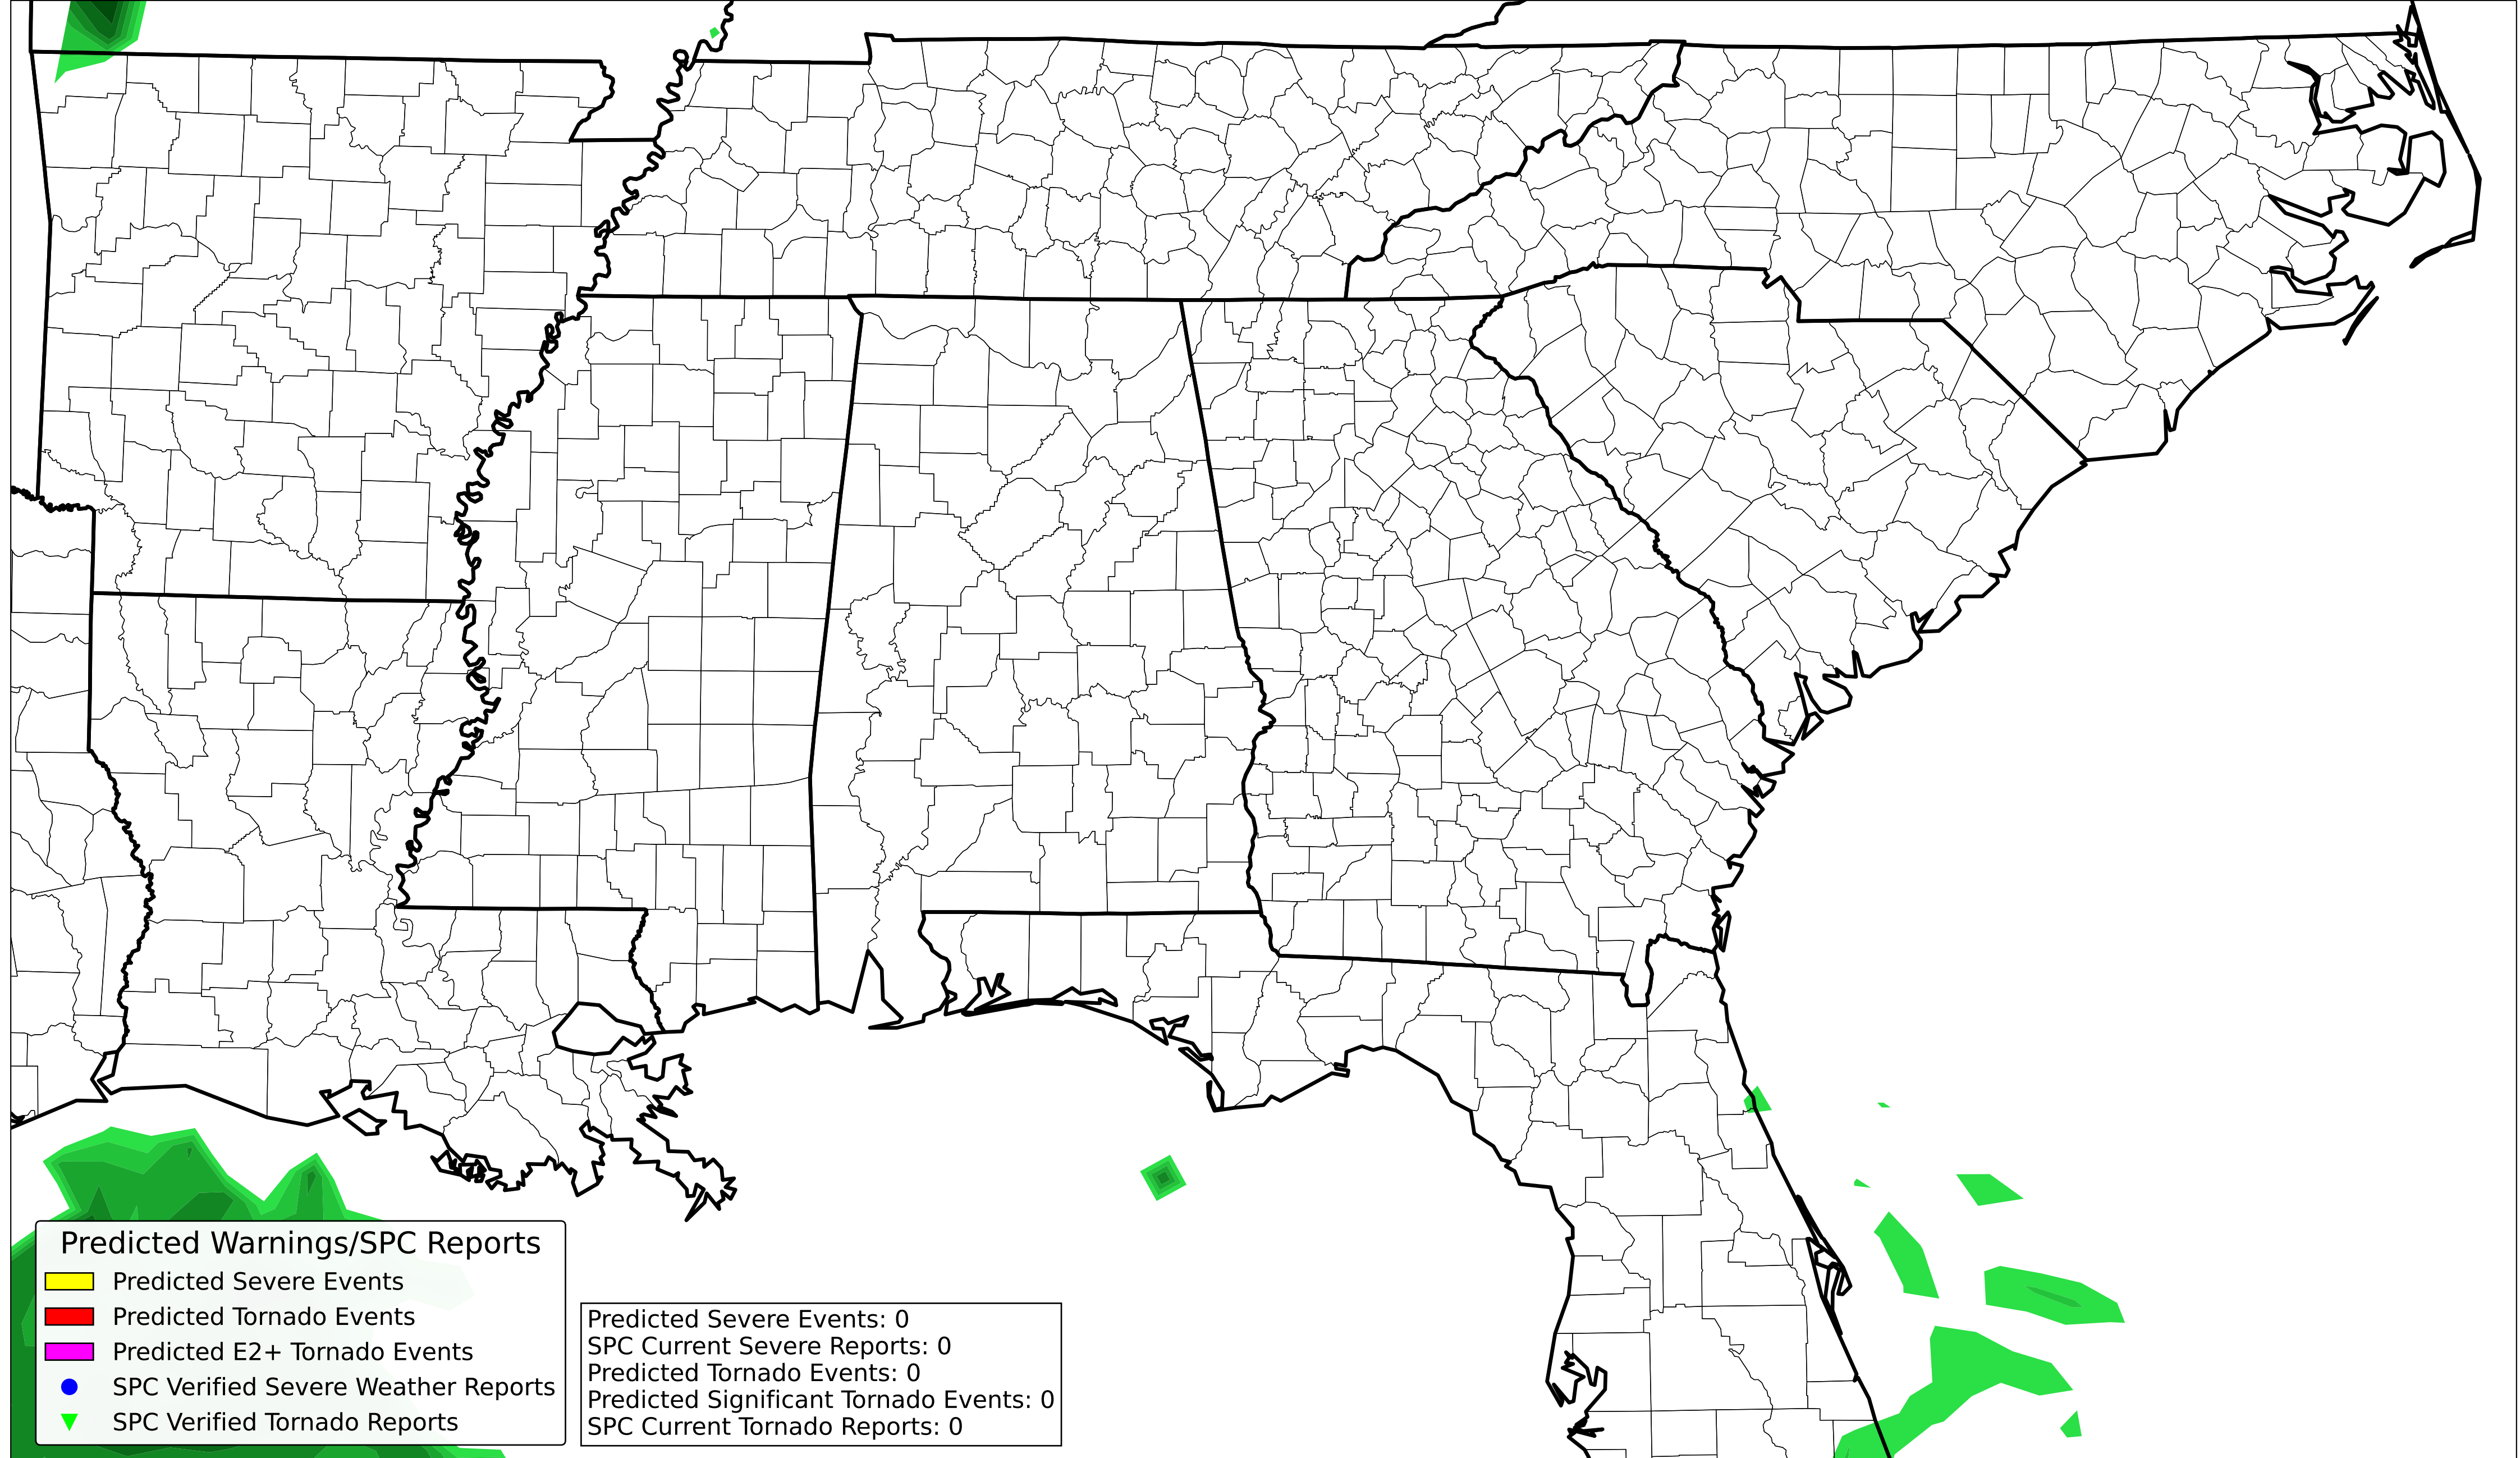 Predicted Warnings/SPC Reports
Predicted Severe Events
Predicted Tornado Events
Predicted E2+ Tornado Events
SPC Verified Severe Weather Reports
SPC Verified Tornado Reports
Predicted Severe Events: 0
SPC Current Severe Reports: 0
Predicted Tornado Events: 0
Predicted Significant Tornado Events: 0
SPC Current Tornado Reports: 0